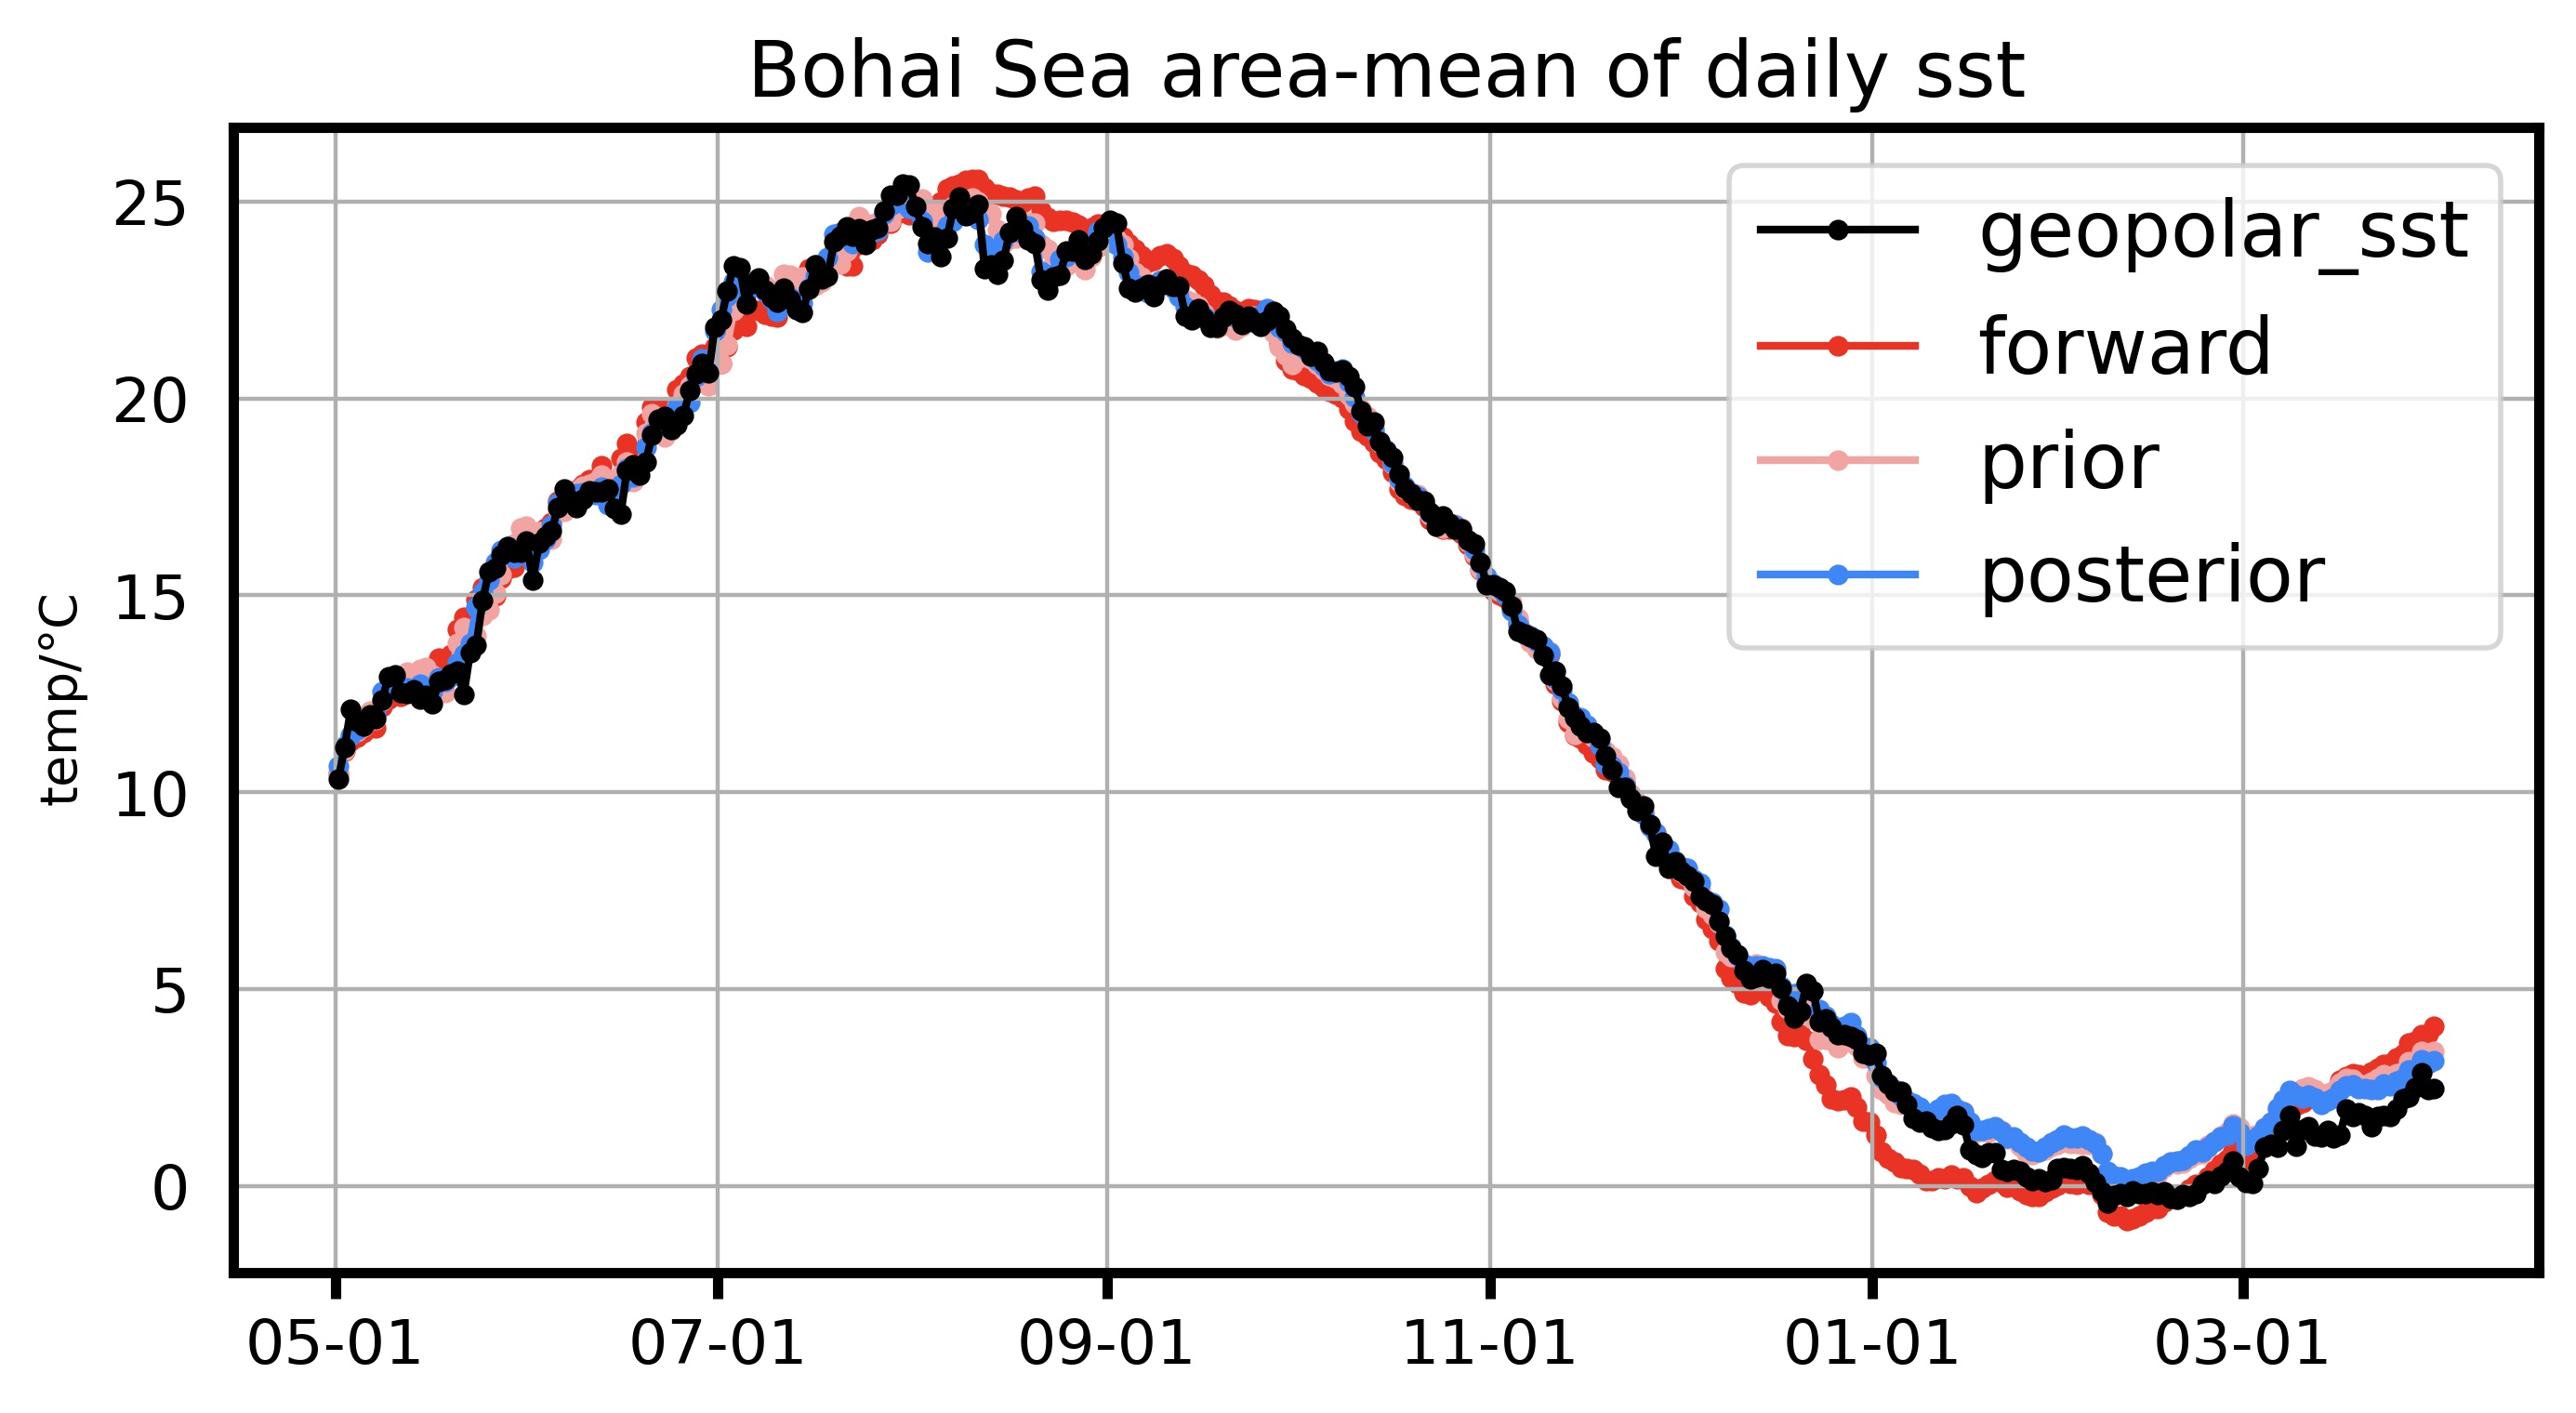 Bohai Sea area-mean of daily sst
geopolar_sst
forward
prior
posterior
temp/°C
25
20
15
10
5
0
05-01 07-01 09-01 11-01 01-01 03-01